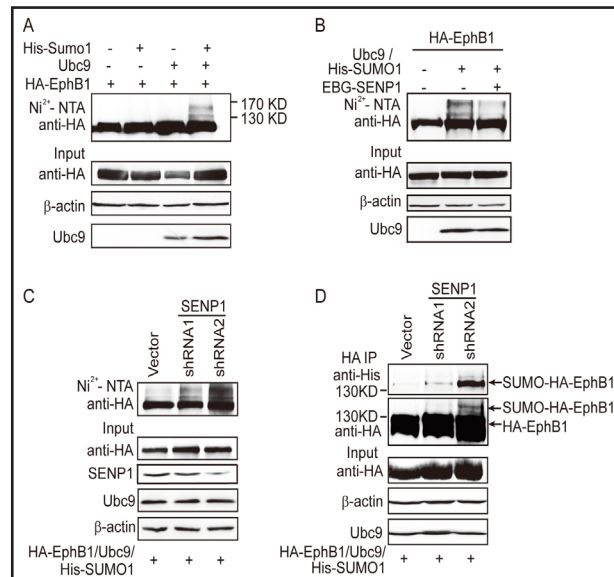 A
His-Sumo1 - + - +
Ubc9 - - + +
HA-EphB1 + + + +
Ni²⁺- NTA
anti-HA
170 KD
130 KD
Input
anti-HA
β-actin
Ubc9
B
HA-EphB1
Ubc9 /
His-SUMO1 - + +
EBG-SENP1 - - +
Ni²⁺- NTA
anti-HA
Input
anti-HA
β-actin
Ubc9
C
SENP1
Vector
shRNA1
shRNA2
Ni²⁺- NTA
anti-HA
Input
anti-HA
SENP1
Ubc9
β-actin
HA-EphB1/Ubc9/
His-SUMO1 + + +
D
SENP1
Vector
shRNA1
shRNA2
HA IP
anti-His
130KD
SUMO-HA-EphB1
130KD
anti-HA
SUMO-HA-EphB1
HA-EphB1
Input
anti-HA
β-actin
Ubc9
HA-EphB1/Ubc9/
His-SUMO1 + + +